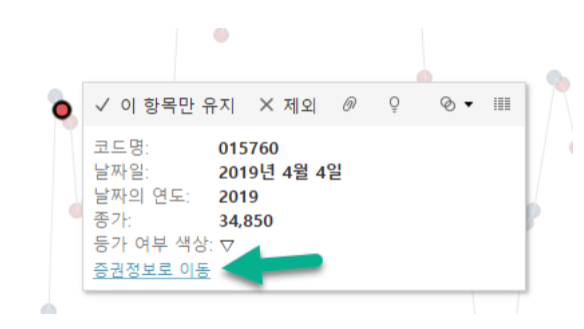 ✓ 이 항목만 유지 ✕ 제외
코드명: 015760
날짜일: 2019년 4월 4일
날짜의 연도: 2019
종가: 34,850
등가 여부 색상: ▽
증권정보로 이동